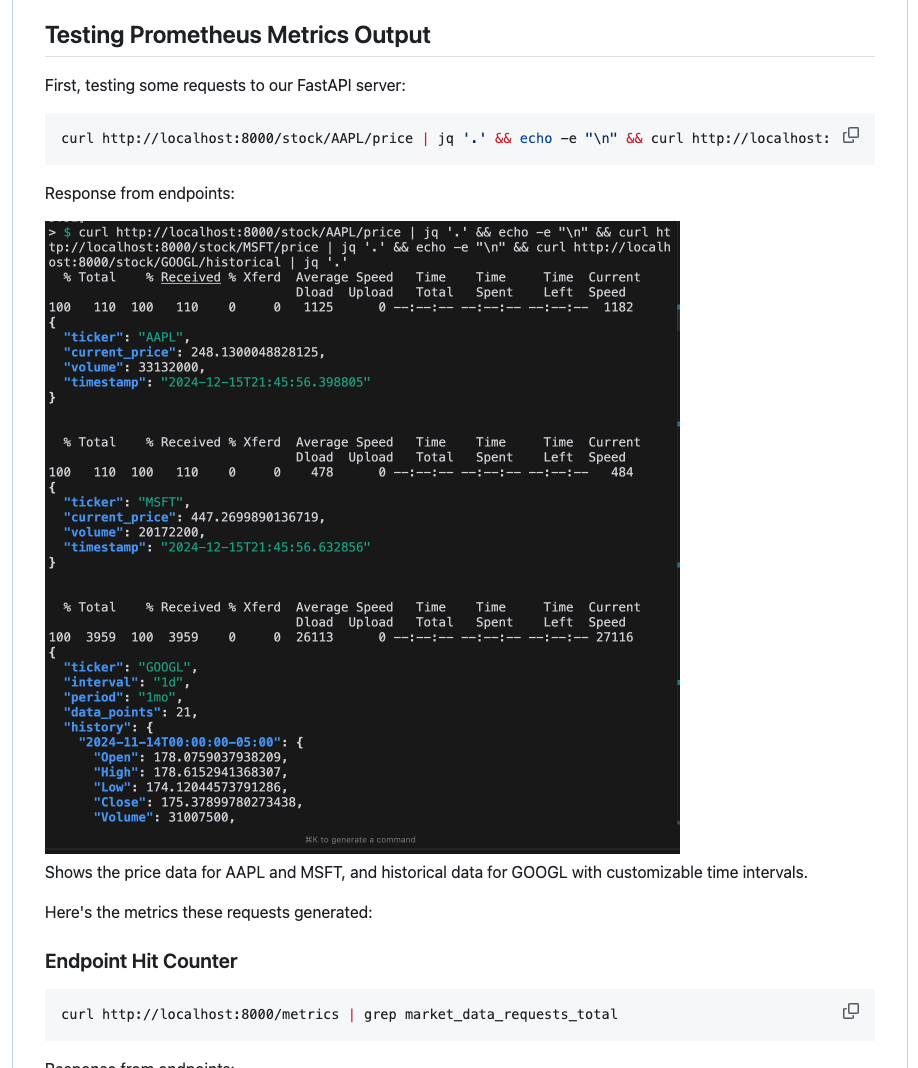 Testing Prometheus Metrics Output
First, testing some requests to our FastAPI server:
curl http://localhost:8000/stock/AAPL/price | jq '.' && echo -e "\n" && curl http://localhost:
Response from endpoints:
> $ curl http://localhost:8000/stock/AAPL/price | jq '.' && echo -e "\n" && curl ht
tp://localhost:8000/stock/MSFT/price | jq '.' && echo -e "\n" && curl http://localh
ost:8000/stock/GOOGL/historical | jq '.'
% Total % Received % Xferd Average Speed Time Time Time Current
Dload Upload Total Spent Left Speed
100 110 100 110 0 0 1125 0 --:--:-- --:--:-- --:--:-- 1182
{
"ticker": "AAPL",
"current_price": 248.1300048828125,
"volume": 33132000,
"timestamp": "2024-12-15T21:45:56.398805"
}
% Total % Received % Xferd Average Speed Time Time Time Current
Dload Upload Total Spent Left Speed
100 110 100 110 0 0 478 0 --:--:-- --:--:-- --:--:-- 484
{
"ticker": "MSFT",
"current_price": 447.2699890136719,
"volume": 20172200,
"timestamp": "2024-12-15T21:45:56.632856"
}
% Total % Received % Xferd Average Speed Time Time Time Current
Dload Upload Total Spent Left Speed
100 3959 100 3959 0 0 26113 0 --:--:-- --:--:-- --:--:-- 27116
{
"ticker": "GOOGL",
"interval": "1d",
"period": "1mo",
"data_points": 21,
"history": {
"2024-11-14T00:00:00-05:00": {
"Open": 178.0759037938209,
"High": 178.6152941368307,
"Low": 174.12044573791286,
"Close": 175.37899780273438,
"Volume": 31007500,
⌘K to generate a command
Shows the price data for AAPL and MSFT, and historical data for GOOGL with customizable time intervals.
Here's the metrics these requests generated:
Endpoint Hit Counter
curl http://localhost:8000/metrics | grep market_data_requests_total
Response from endpoints: